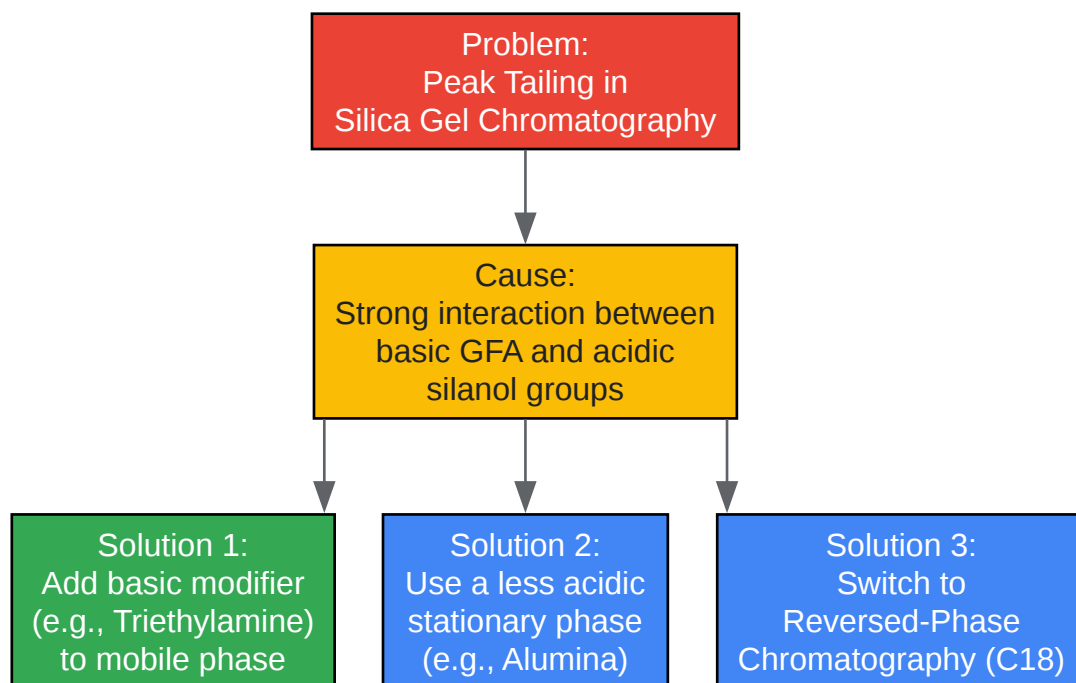 Problem:
Peak Tailing in
Silica Gel Chromatography
Cause:
Strong interaction between
basic GFA and acidic
silanol groups
Solution 1:
Add basic modifier
(e.g., Triethylamine)
to mobile phase
Solution 2:
Use a less acidic
stationary phase
(e.g., Alumina)
Solution 3:
Switch to
Reversed-Phase
Chromatography (C18)